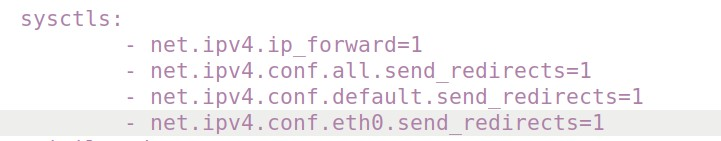 sysctls:
- net.ipv4.ip_forward=1
- net.ipv4.conf.all.send_redirects=1
- net.ipv4.conf.default.send_redirects=1
- net.ipv4.conf.eth0.send_redirects=1